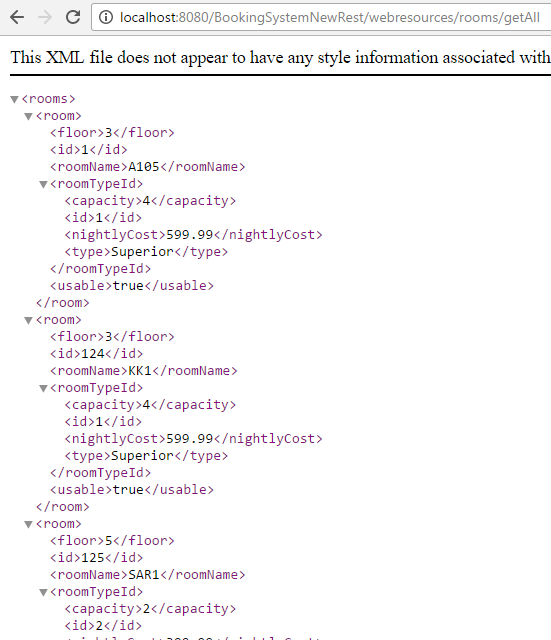 localhost:8080/BookingSystemNewRest/webresources/rooms/getAll
This XML file does not appear to have any style information associated with
<rooms>
<room>
<floor>3</floor>
<id>1</id>
<roomName>A105</roomName>
<roomTypeId>
<capacity>4</capacity>
<id>1</id>
<nightlyCost>599.99</nightlyCost>
<type>Superior</type>
</roomTypeId>
<usable>true</usable>
</room>
<room>
<floor>3</floor>
<id>124</id>
<roomName>KK1</roomName>
<roomTypeId>
<capacity>4</capacity>
<id>1</id>
<nightlyCost>599.99</nightlyCost>
<type>Superior</type>
</roomTypeId>
<usable>true</usable>
</room>
<room>
<floor>5</floor>
<id>125</id>
<roomName>SAR1</roomName>
<roomTypeId>
<capacity>2</capacity>
<id>2</id>